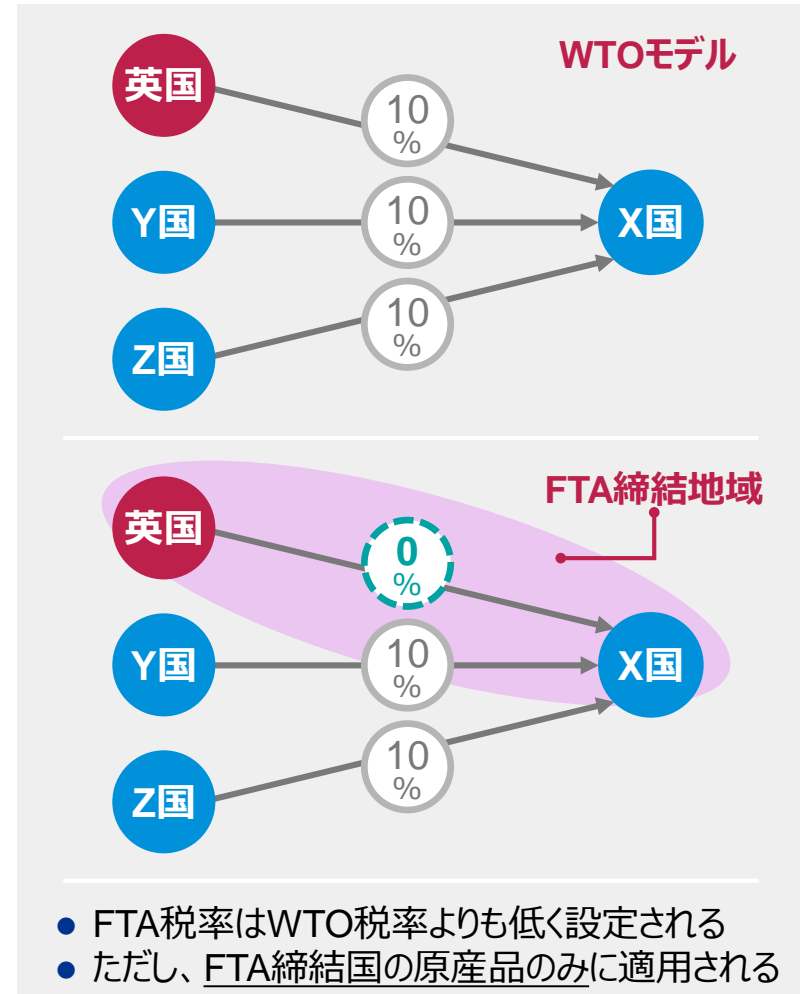 WTOモデル
英国
10
%
Y国
10
%
X国
Z国
10
%
FTA締結地域
英国
0
%
Y国
10
%
X国
Z国
10
%
● FTA税率はWTO税率よりも低く設定される
● ただし、FTA締結国の原産品のみに適用される